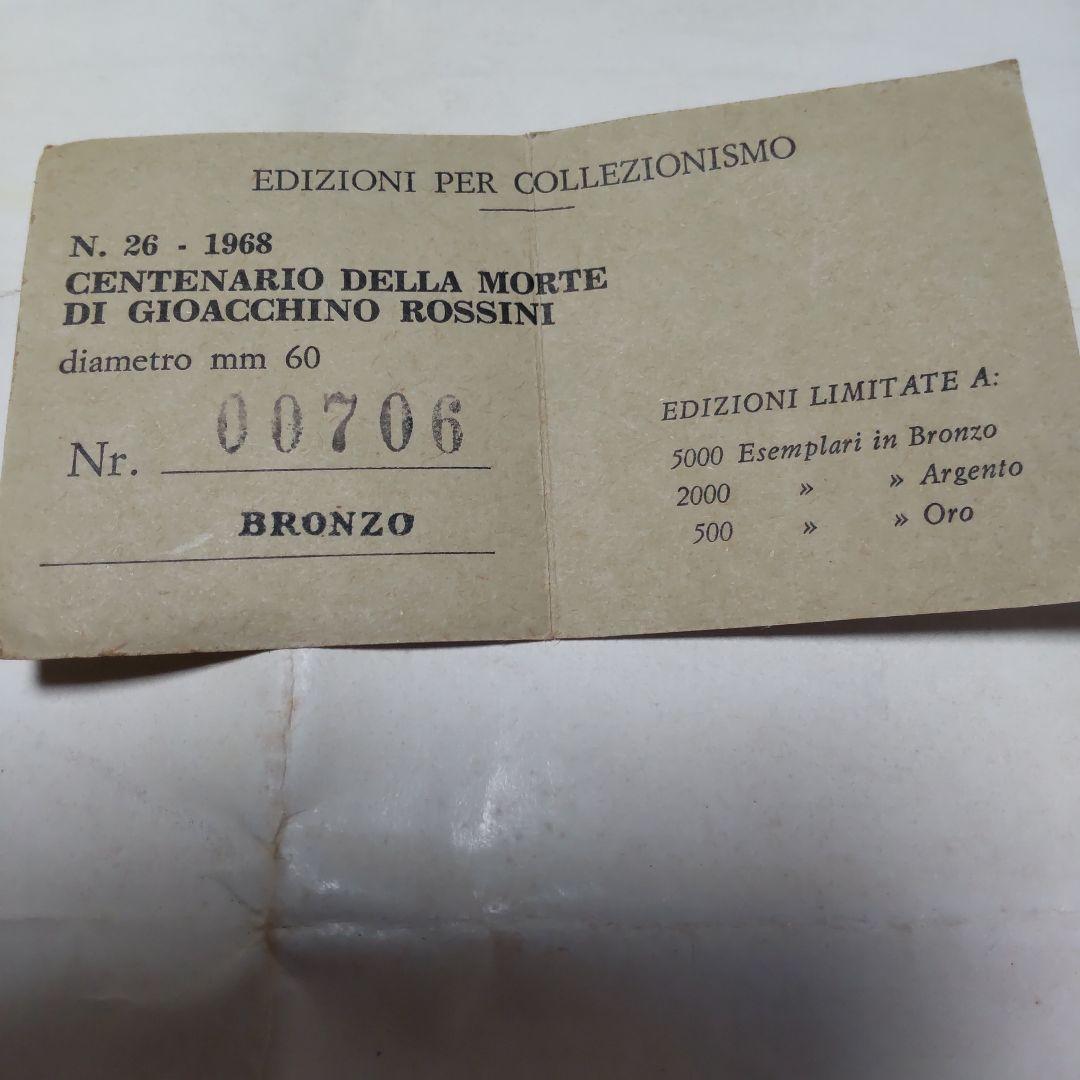 EDIZIONI PER COLLEZIONISMO
N. 26 - 1968
CENTENARIO DELLA MORTE
DI GIOACCHINO ROSSINI
diametro mm 60
Nr. 00706
BRONZO
EDIZIONI LIMITATE A:
5000 Esemplari in Bronzo
2000 » » Argento
500 » » Oro